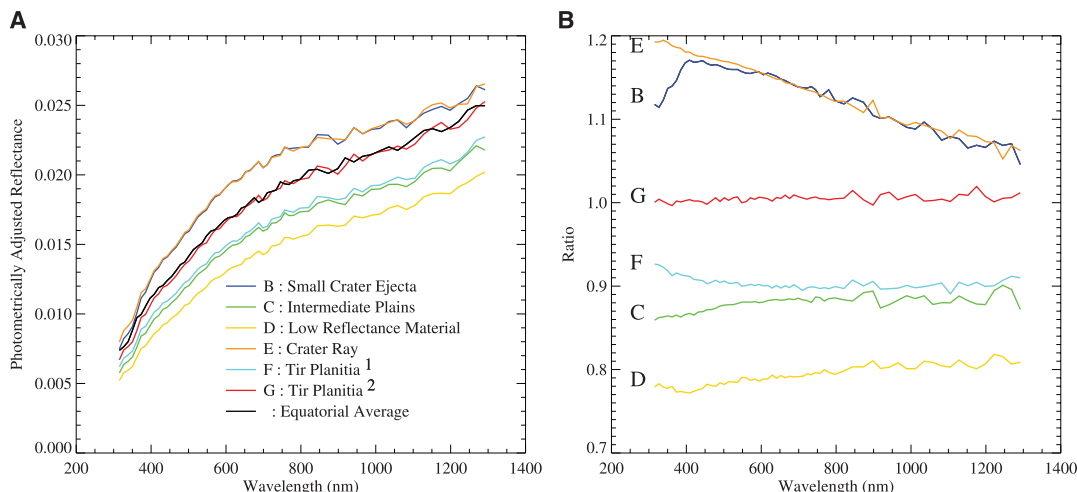 A
B
0.030
0.025
0.020
0.015
0.010
0.005
0.000
Photometrically Adjusted Reflectance
B : Small Crater Ejecta
C : Intermediate Plains
D : Low Reflectance Material
E : Crater Ray
F : Tir Planitia 1
G : Tir Planitia 2
: Equatorial Average
200 400 600 800 1000 1200 1400
Wavelength (nm)
1.2
1.1
1.0
0.9
0.8
0.7
Ratio
E
B
G
F
C
D
200 400 600 800 1000 1200 1400
Wavelength (nm)